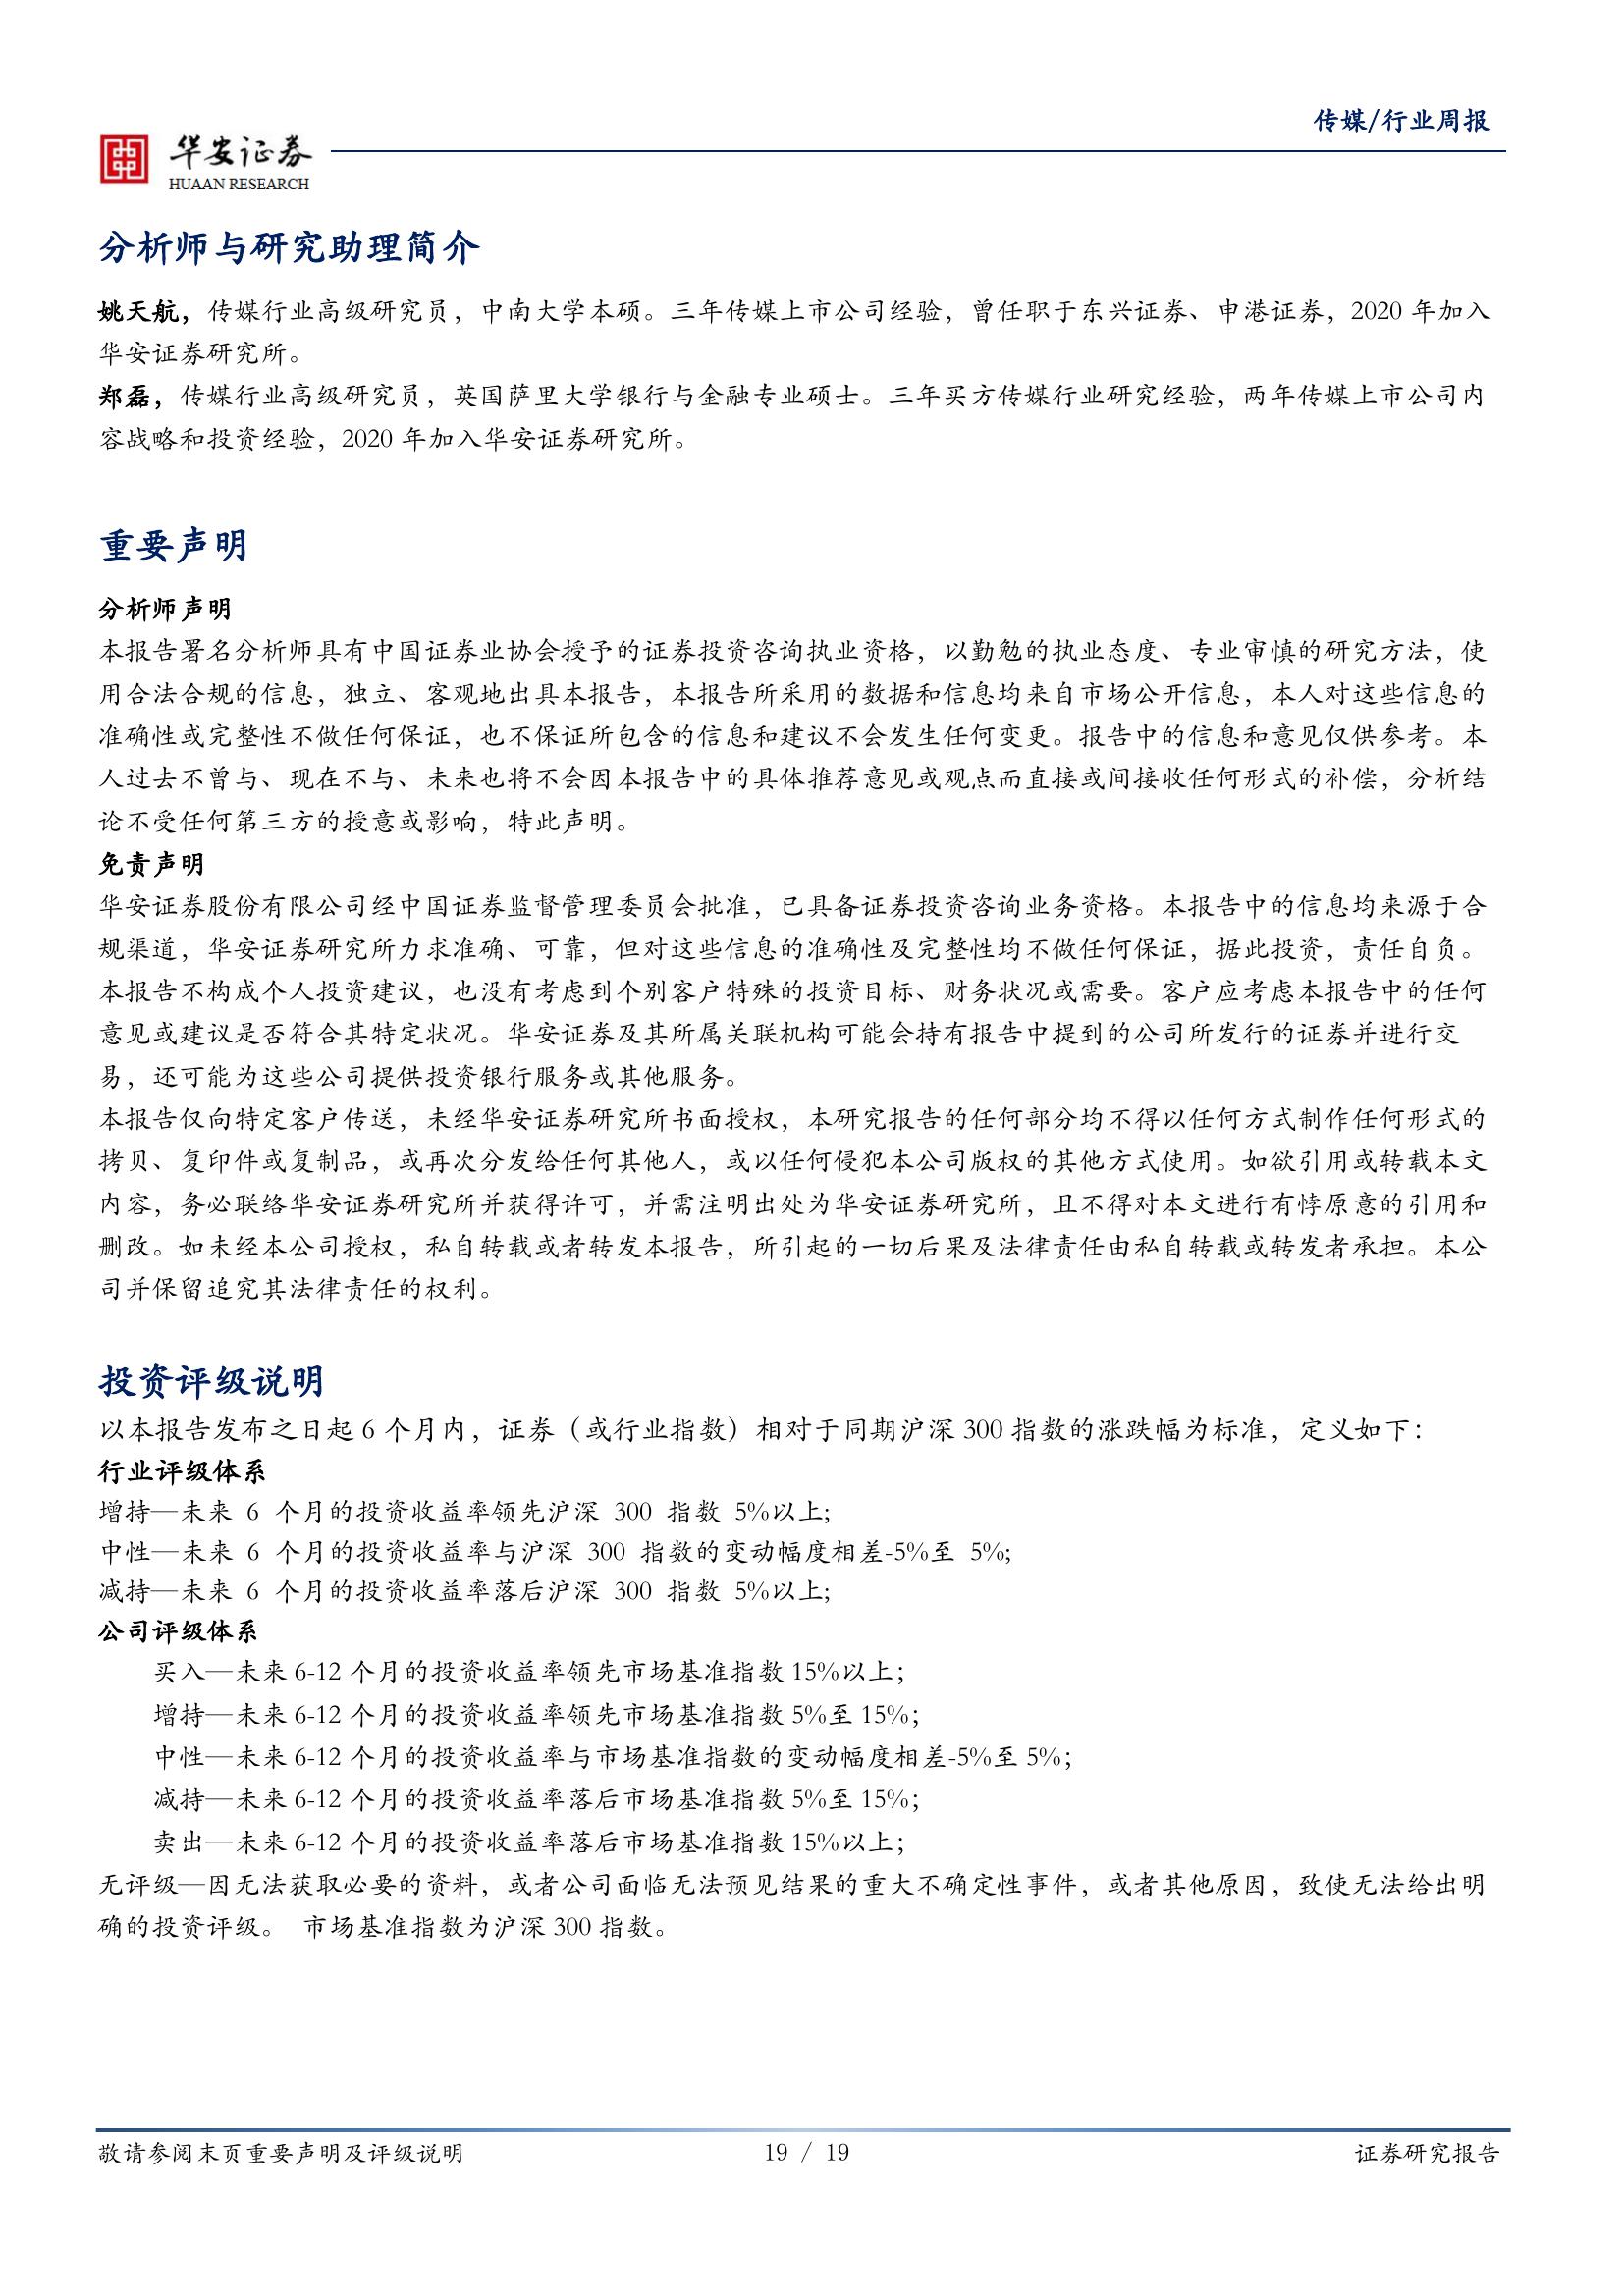 传媒/行业周报
华安证券
HUAAN RESEARCH
分析师与研究助理简介
姚天航，传媒行业高级研究员，中南大学本硕。三年传媒上市公司经验，曾任职于东兴证券、申港证券，2020 年加入
华安证券研究所。
郑磊，传媒行业高级研究员，英国萨里大学银行与金融专业硕士。三年买方传媒行业研究经验，两年传媒上市公司内
容战略和投资经验，2020 年加入华安证券研究所。
重要声明
分析师声明
本报告署名分析师具有中国证券业协会授予的证券投资咨询执业资格，以勤勉的执业态度、专业审慎的研究方法，使
用合法合规的信息，独立、客观地出具本报告，本报告所采用的数据和信息均来自市场公开信息，本人对这些信息的
准确性或完整性不做任何保证，也不保证所包含的信息和建议不会发生任何变更。报告中的信息和意见仅供参考。本
人过去不曾与、现在不与、未来也将不会因本报告中的具体推荐意见或观点而直接或间接收任何形式的补偿，分析结
论不受任何第三方的授意或影响，特此声明。
免责声明
华安证券股份有限公司经中国证券监督管理委员会批准，已具备证券投资咨询业务资格。本报告中的信息均来源于合
规渠道，华安证券研究所力求准确、可靠，但对这些信息的准确性及完整性均不做任何保证，据此投资，责任自负。
本报告不构成个人投资建议，也没有考虑到个别客户特殊的投资目标、财务状况或需要。客户应考虑本报告中的任何
意见或建议是否符合其特定状况。华安证券及其所属关联机构可能会持有报告中提到的公司所发行的证券并进行交
易，还可能为这些公司提供投资银行服务或其他服务。
本报告仅向特定客户传送，未经华安证券研究所书面授权，本研究报告的任何部分均不得以任何方式制作任何形式的
拷贝、复印件或复制品，或再次分发给任何其他人，或以任何侵犯本公司版权的其他方式使用。如欲引用或转载本文
内容，务必联络华安证券研究所并获得许可，并需注明出处为华安证券研究所，且不得对本文进行有悖原意的引用和
删改。如未经本公司授权，私自转载或者转发本报告，所引起的一切后果及法律责任由私自转载或转发者承担。本公
司并保留追究其法律责任的权利。
投资评级说明
以本报告发布之日起 6 个月内，证券（或行业指数）相对于同期沪深 300 指数的涨跌幅为标准，定义如下：
行业评级体系
增持—未来 6 个月的投资收益率领先沪深 300 指数 5%以上;
中性—未来 6 个月的投资收益率与沪深 300 指数的变动幅度相差-5%至 5%;
减持—未来 6 个月的投资收益率落后沪深 300 指数 5%以上;
公司评级体系
买入—未来 6-12 个月的投资收益率领先市场基准指数 15%以上；
增持—未来 6-12 个月的投资收益率领先市场基准指数 5%至 15%；
中性—未来 6-12 个月的投资收益率与市场基准指数的变动幅度相差-5%至 5%；
减持—未来 6-12 个月的投资收益率落后市场基准指数 5%至 15%；
卖出—未来 6-12 个月的投资收益率落后市场基准指数 15%以上；
无评级—因无法获取必要的资料，或者公司面临无法预见结果的重大不确定性事件，或者其他原因，致使无法给出明
确的投资评级。 市场基准指数为沪深 300 指数。
敬请参阅末页重要声明及评级说明
19 / 19
证券研究报告